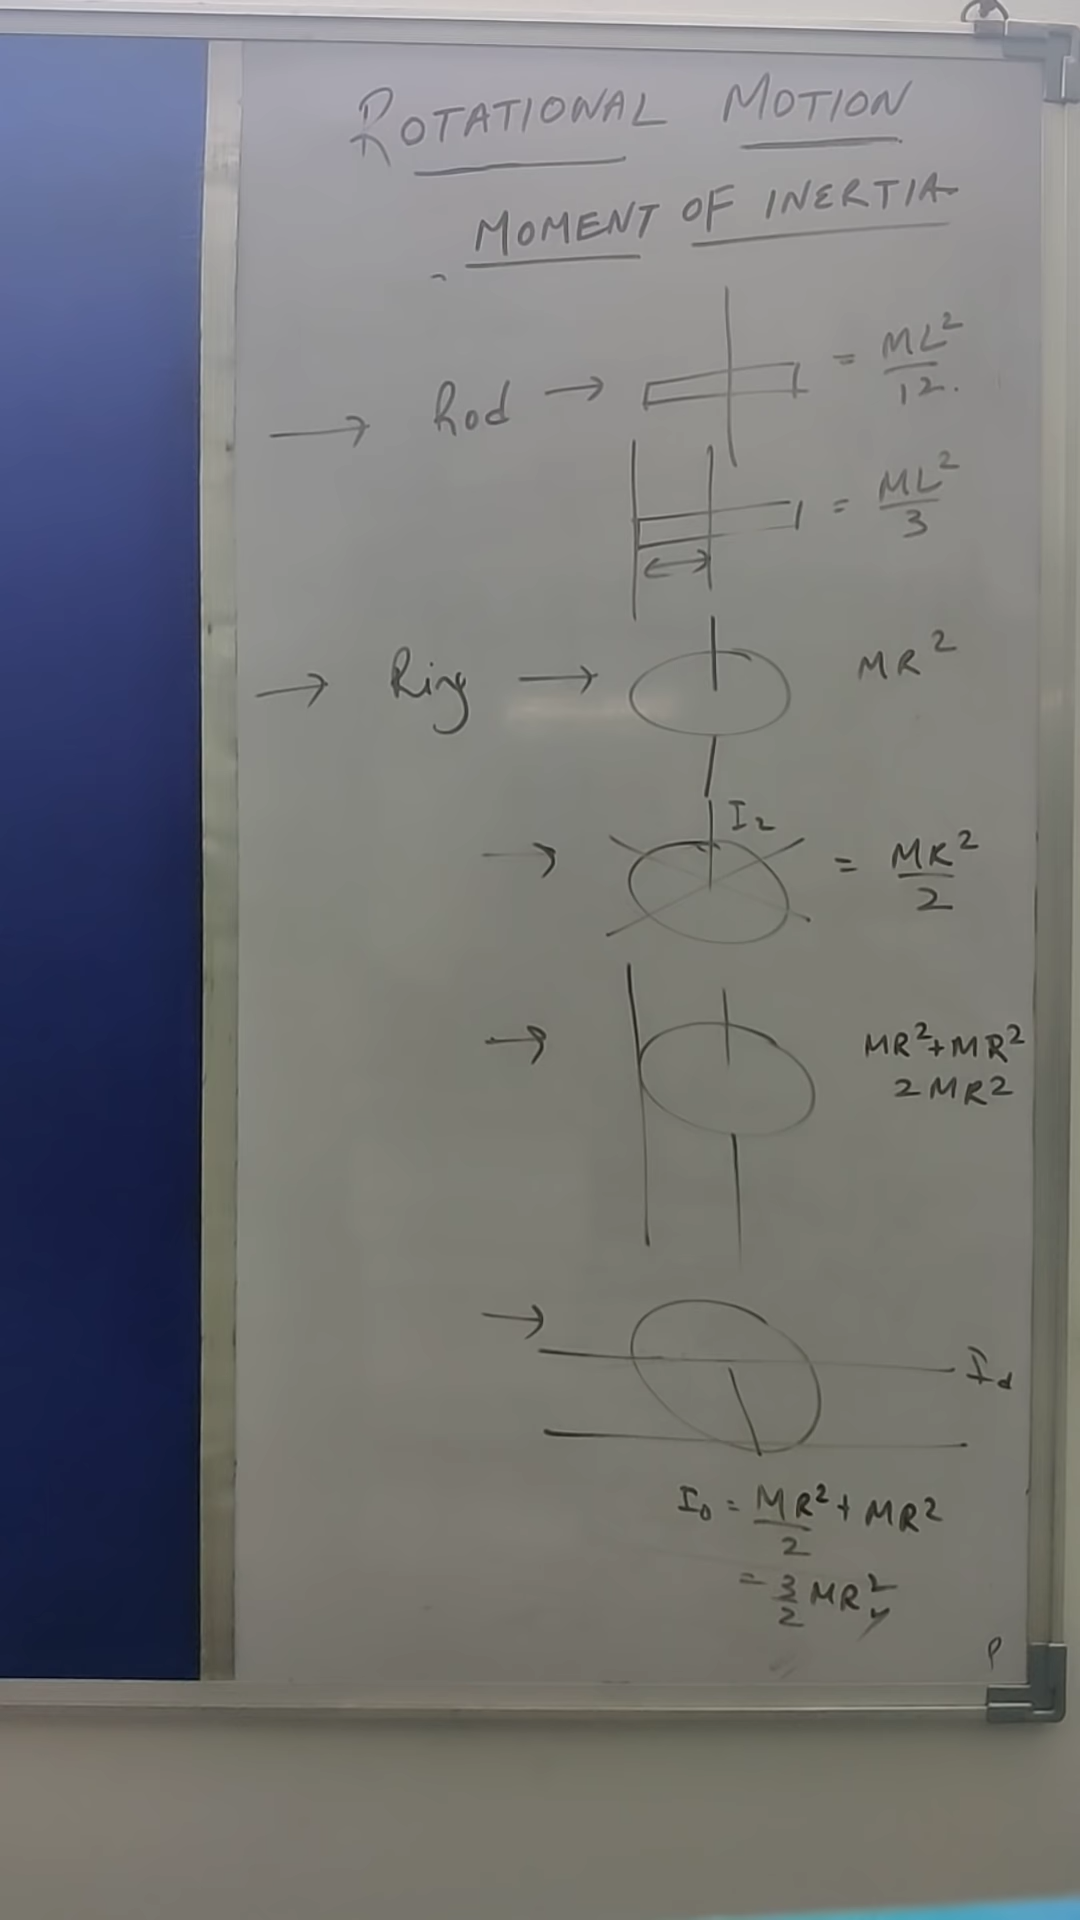 ROTATIONAL MOTION
MOMENT OF INERTIA
→ Rod → = ML²/12.
= ML²/3
→ Ring → MR²
I₂
→ = MR²/2
→ MR²+MR²
2MR²
→ I_d
I₀ = MR²/2 + MR²
= 3/2 MR²
P